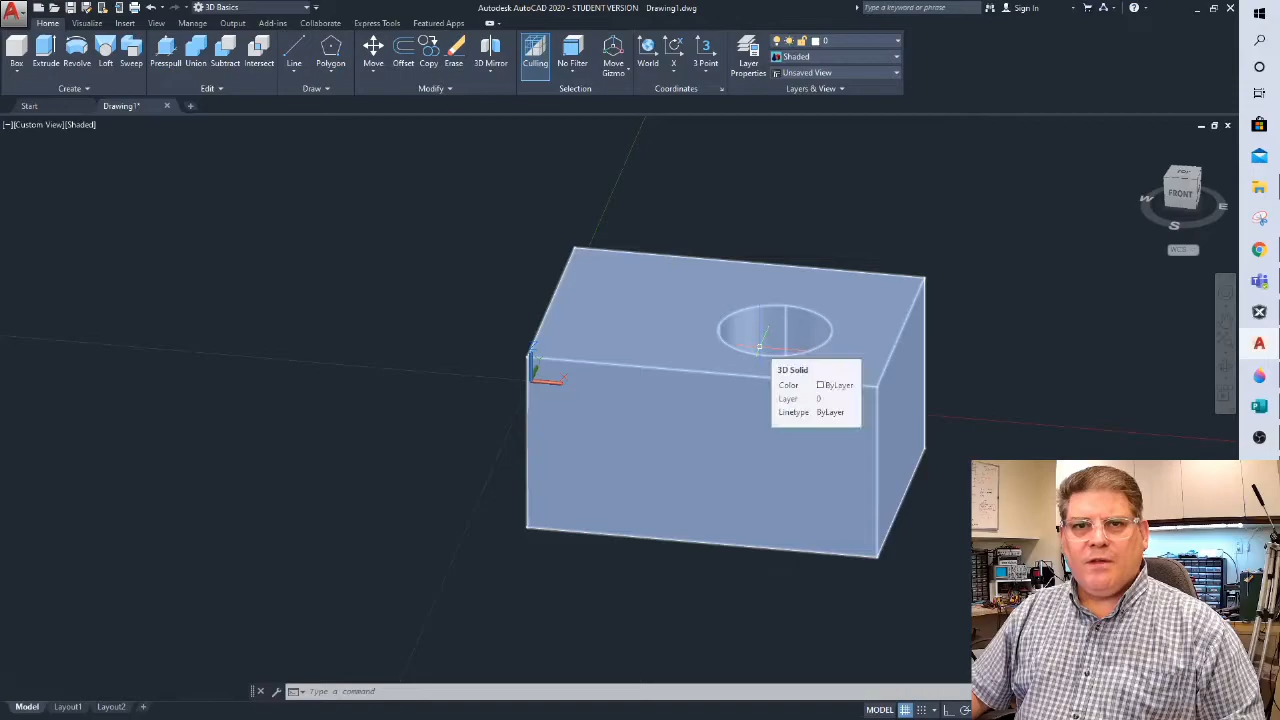 3D Basics
Autodesk AutoCAD 2020 - STUDENT VERSION Drawing1.dwg
Type a keyword or phrase
Sign In
Home Visualize Insert View Manage Output Add-ins Collaborate Express Tools Featured Apps
Box Extrude Revolve Loft Sweep Presspull Union Subtract Intersect Line Polygon Move Offset Copy Erase 3D Mirror Culling No Filter Move Gizmo World X 3 Point Layer Properties
0
Shaded
Unsaved View
Create Edit Draw Modify Selection Coordinates Layers & View
Start Drawing1*
[−][Custom View][Shaded]
TOP
FRONT
W
E
S
WCS
X
3D Solid
Color ByLayer
Layer 0
Linetype ByLayer
Type a command
Model Layout1 Layout2
MODEL